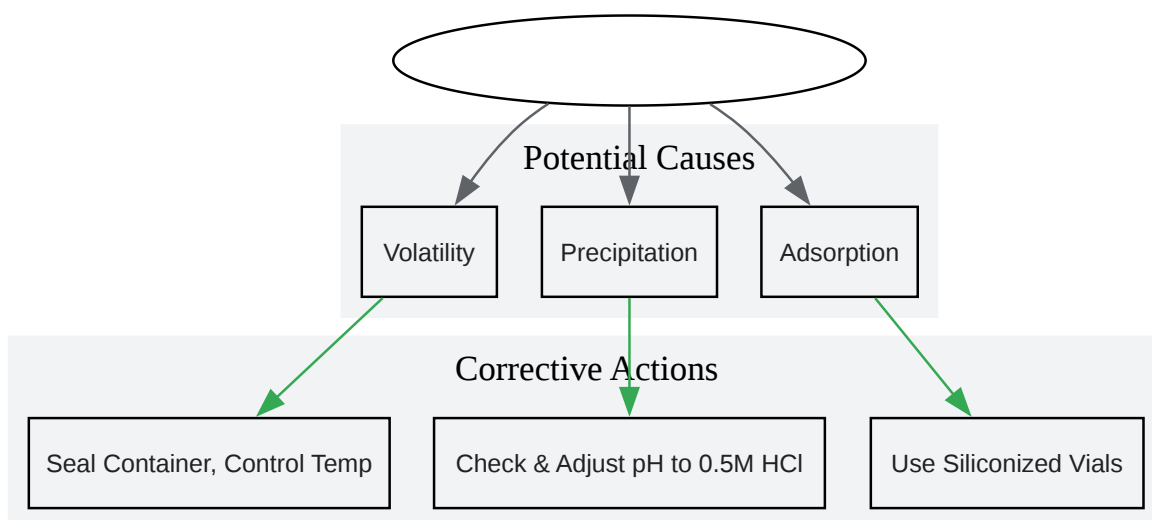 Potential Causes
Volatility
Precipitation
Adsorption
Corrective Actions
Seal Container, Control Temp
Check & Adjust pH to 0.5M HCl
Use Siliconized Vials